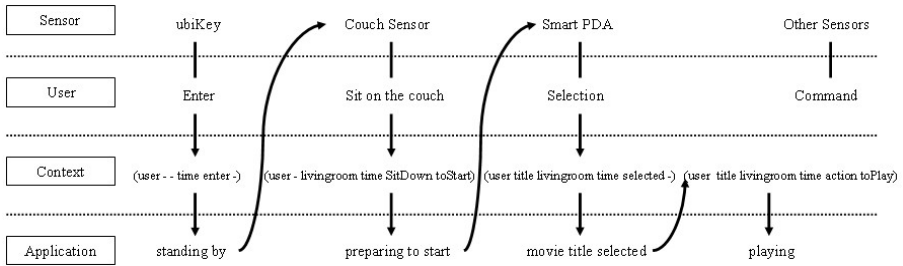 Sensor ubiKey Couch Sensor Smart PDA Other Sensors
User Enter Sit on the couch Selection Command
Context (user - - time enter -) (user - livingroom time SitDown toStart) (user title livingroom time selected -) (user title livingroom time action toPlay)
Application standing by preparing to start movie title selected playing